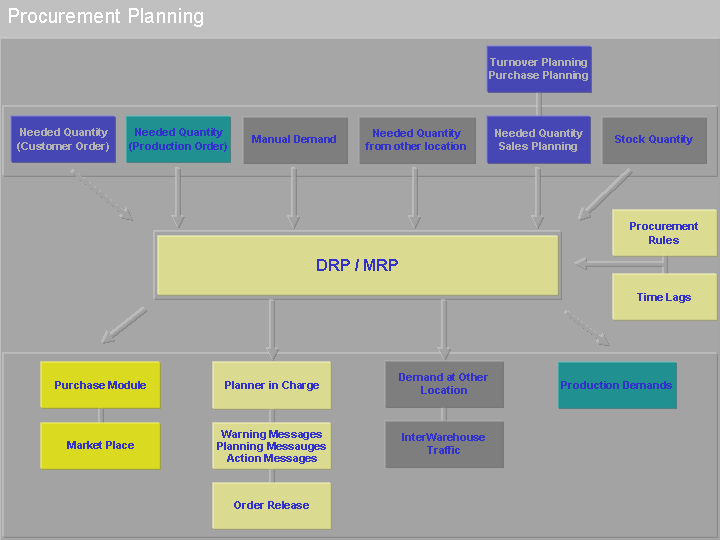 Procurement Planning
Turnover Planning
Purchase Planning
Needed Quantity
(Customer Order)
Needed Quantity
(Production Order)
Manual Demand
Needed Quantity
from other location
Needed Quantity
Sales Planning
Stock Quantity
Procurement
Rules
DRP / MRP
Time Lags
Purchase Module
Planner in Charge
Demand at Other
Location
Production Demands
Market Place
Warning Messages
Planning Messauges
Action Messages
InterWarehouse
Traffic
Order Release